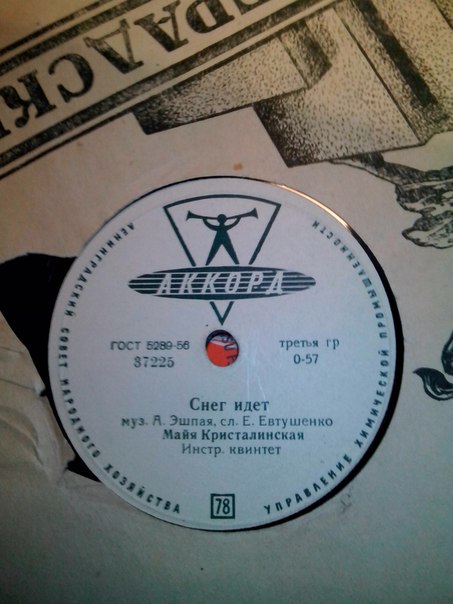 РАДСКИ
АККОРД
ЛЕНИНГРАДСКИЙ СОВЕТ НАРОДНОГО ХОЗЯЙСТВА
УПРАВЛЕНИЕ ХИМИЧЕСКОЙ ПРОМЫШЛЕННОСТИ
ГОСТ 5289-56
37225
третья гр
0-57
Снег идет
муз. А. Эшпая, сл. Е. Евтушенко
Майя Кристалинская
Инстр. квинтет
78